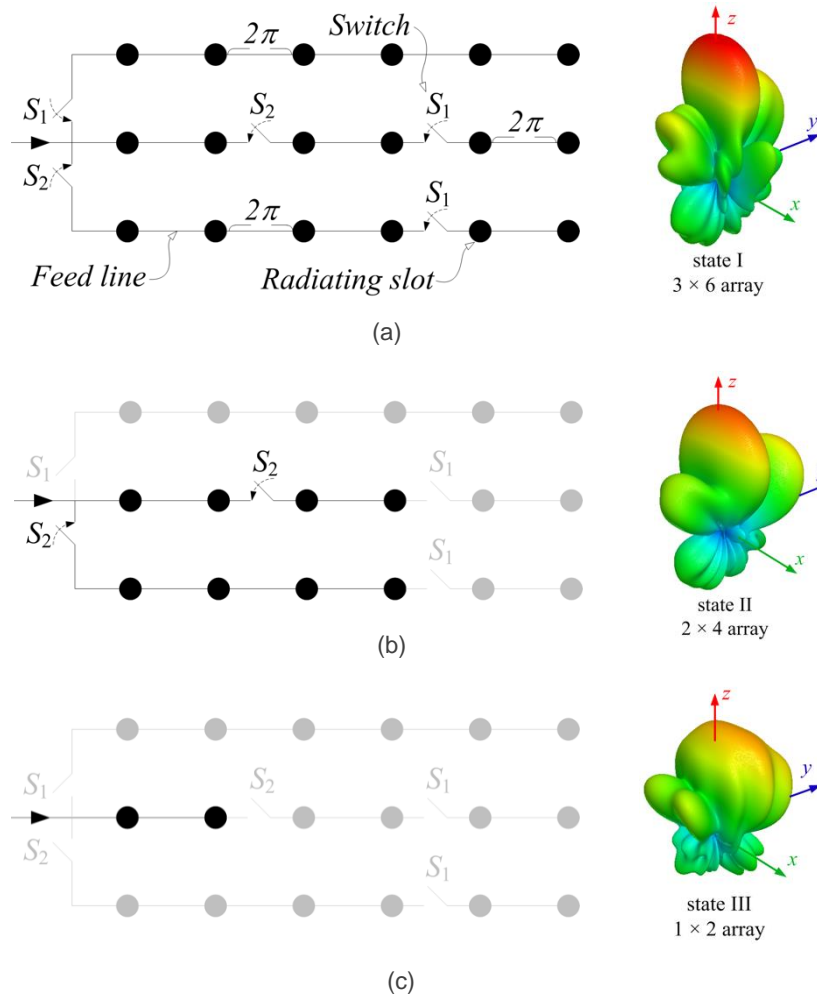 2π
Switch
z
S1
S2
S1
2π
y
S2
S1
x
Feed line
2π
Radiating slot
state I
3 × 6 array
(a)
z
S1
S2
S1
S2
S1
x
state II
2 × 4 array
(b)
z
S1
S2
S1
y
S2
S1
x
state III
1 × 2 array
(c)